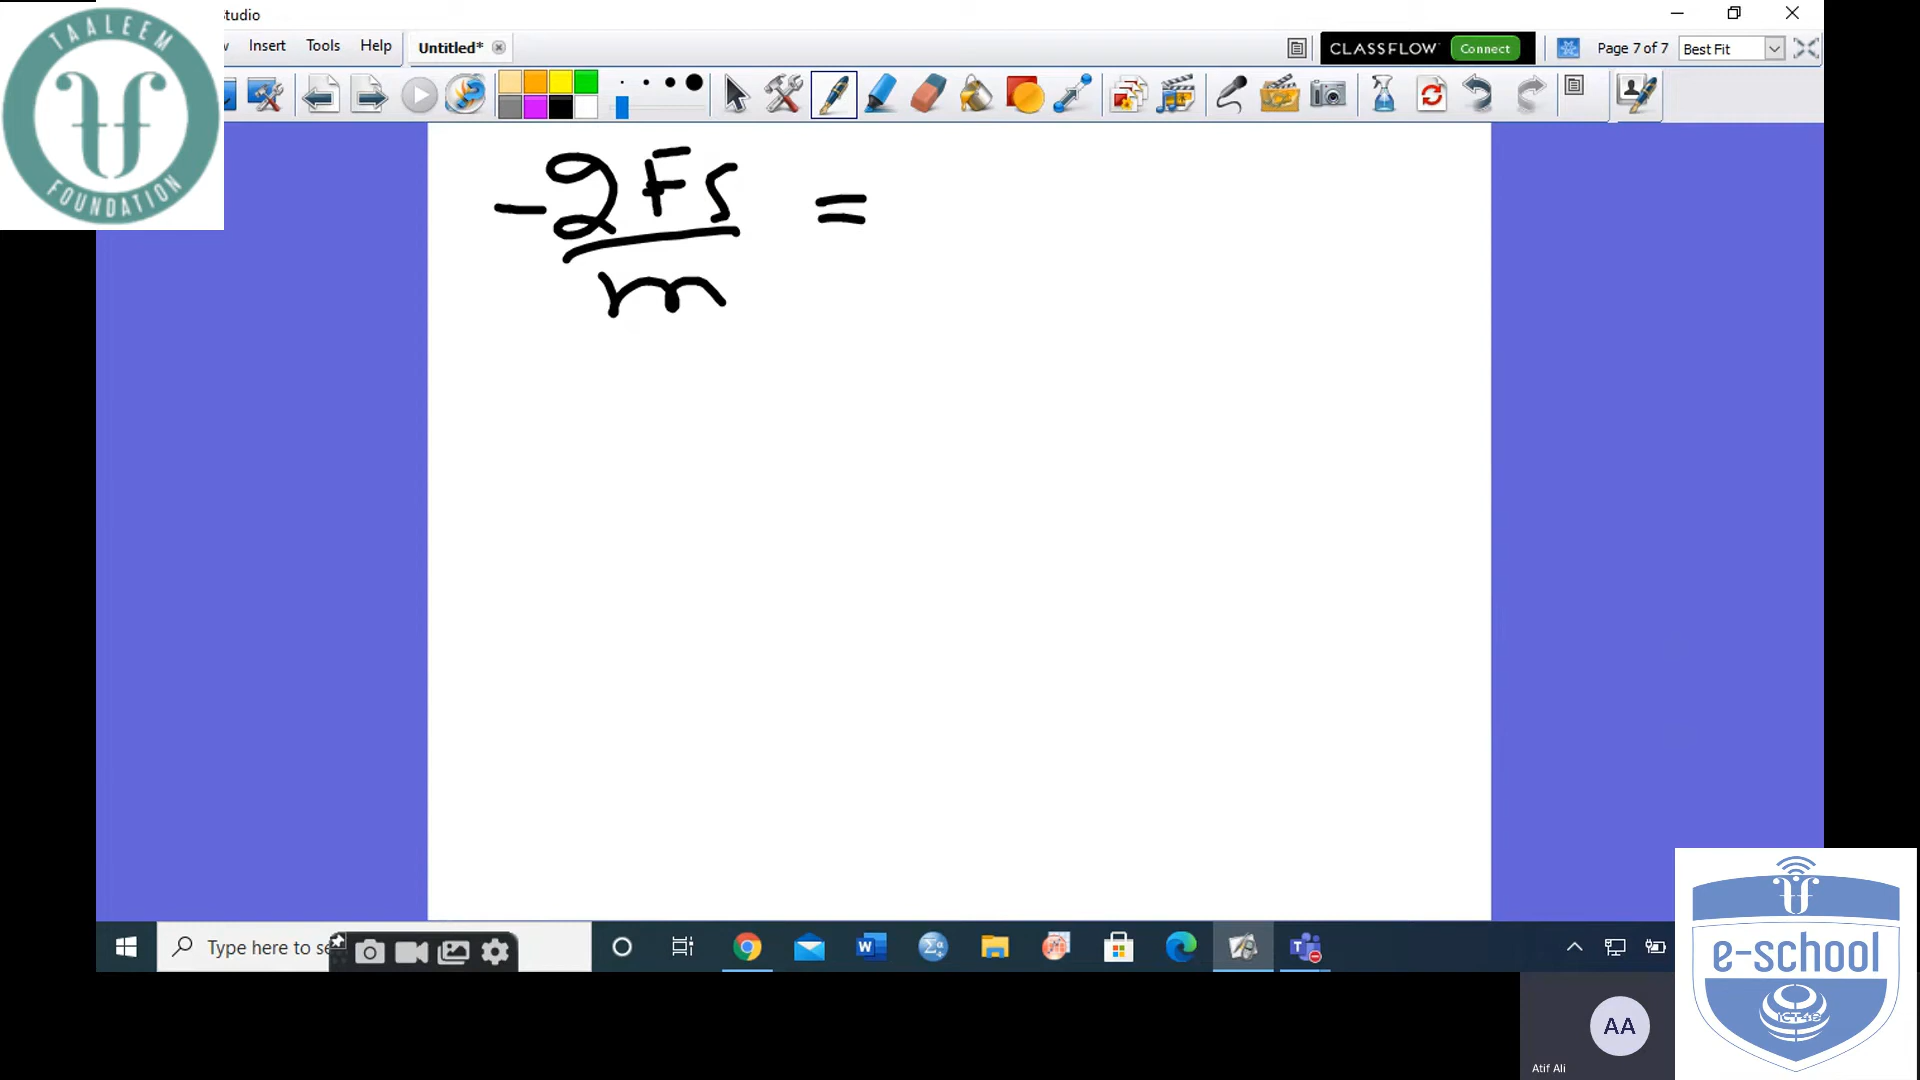 TAALEEM
FOUNDATION
tudio
w Insert Tools Help Untitled*
CLASSFLOW Connect Page 7 of 7 Best Fit
-2Fs =
m
Type here to se
e-school
ICT4E
AA
Atif Ali